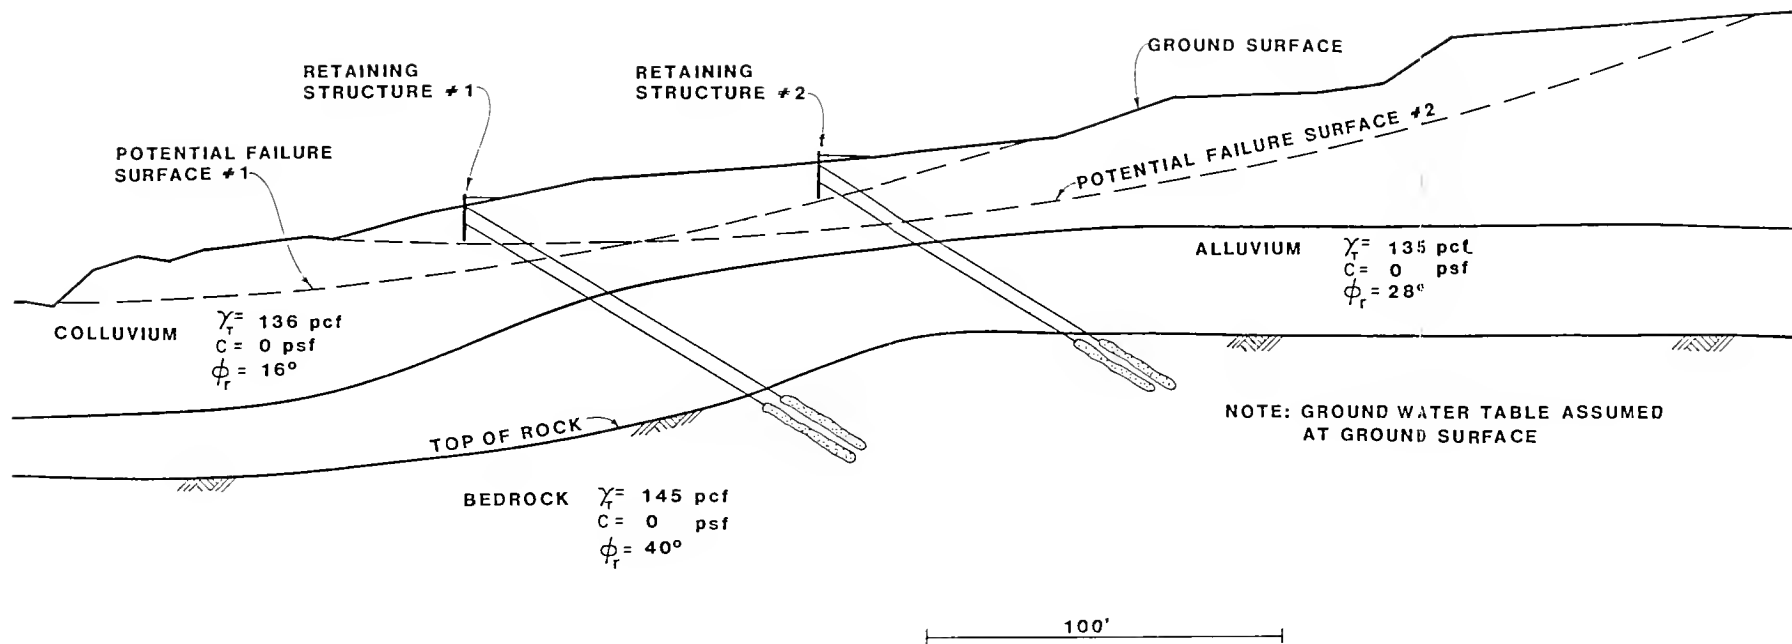 GROUND SURFACE
RETAINING
STRUCTURE #1
RETAINING
STRUCTURE #2
POTENTIAL FAILURE
SURFACE #1
POTENTIAL FAILURE SURFACE #2
ALLUVIUM
γT= 135 pcf
C= 0 psf
ϕr= 28°
COLLUVIUM
γT= 136 pcf
C= 0 psf
ϕr= 16°
TOP OF ROCK
NOTE: GROUND WATER TABLE ASSUMED
AT GROUND SURFACE
BEDROCK
γT= 145 pcf
C= 0 psf
ϕr= 40°
100'